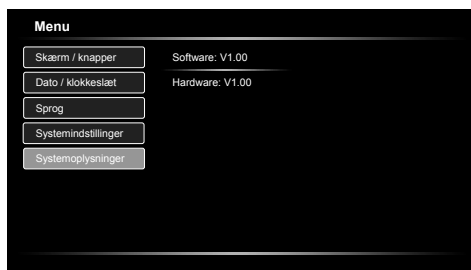 Menu
Skærm / knapper
Software: V1.00
Dato / klokkeslæt
Hardware: V1.00
Sprog
Systemindstillinger
Systemoplysninger